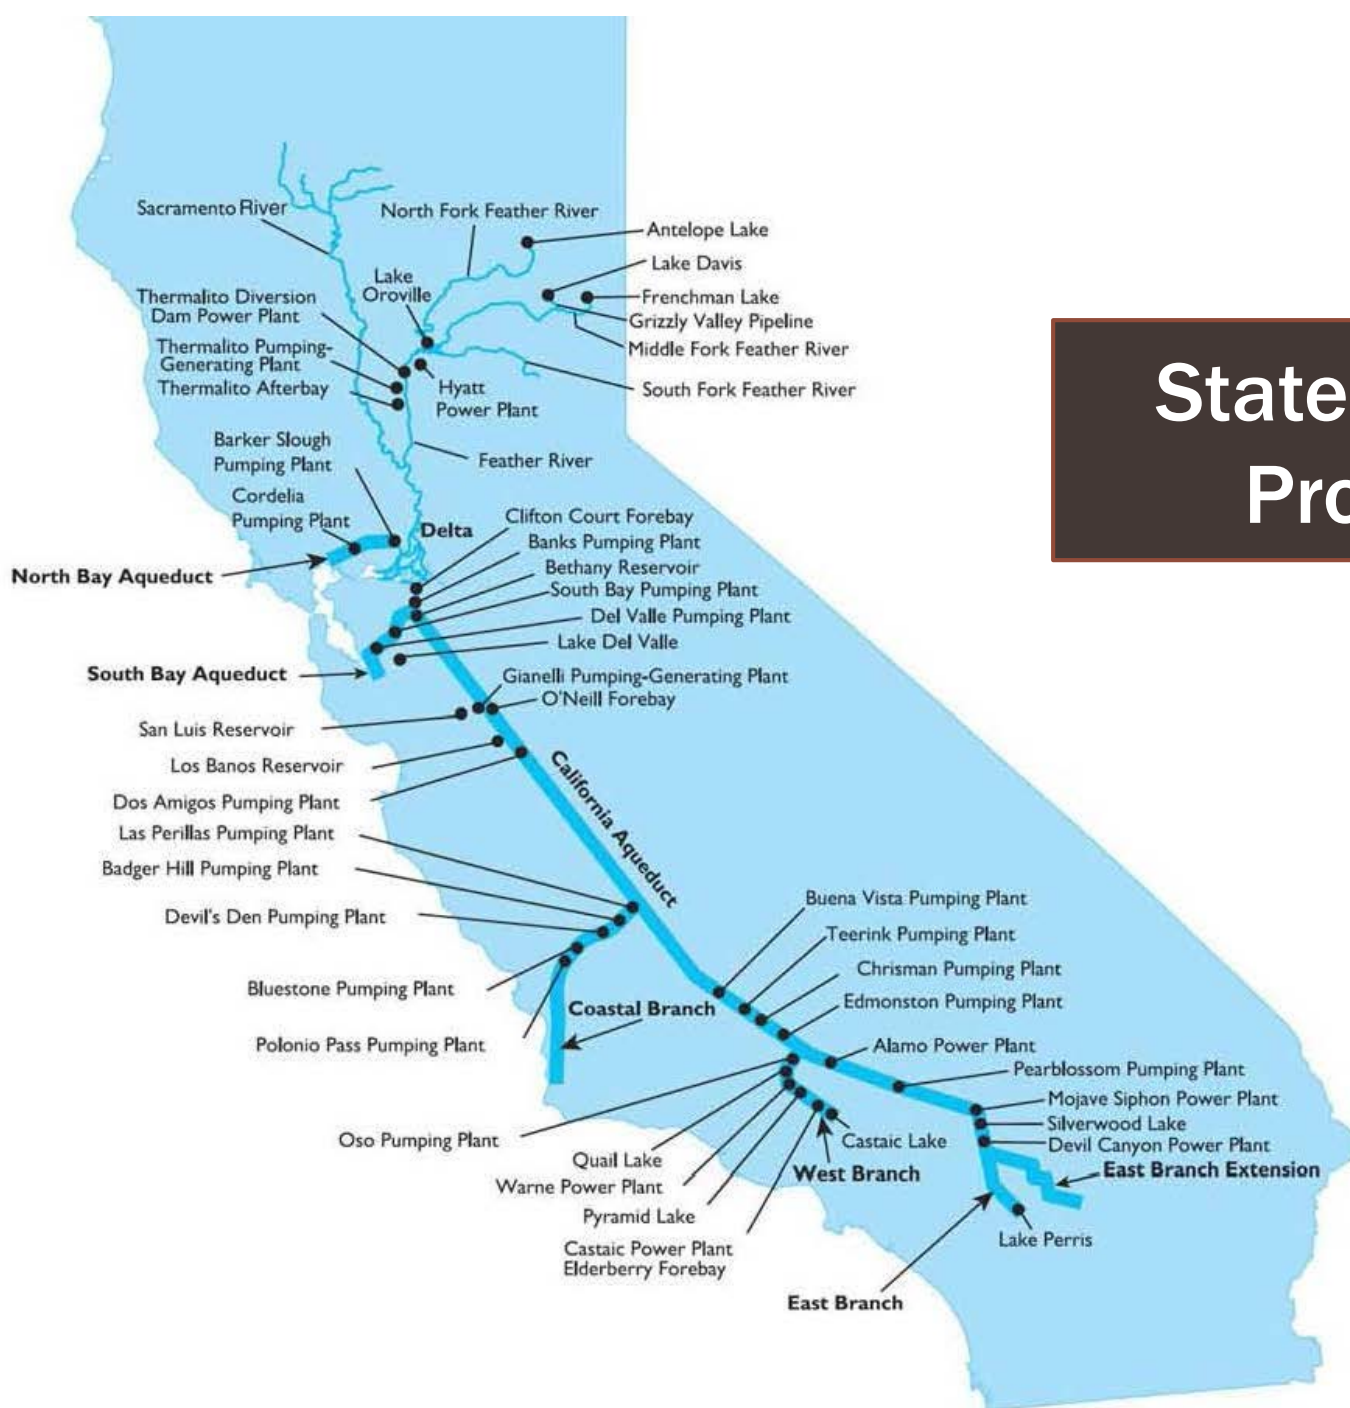 Sacramento River
North Fork Feather River
Antelope Lake
Lake Davis
Lake
Oroville
Thermalito Diversion
Dam Power Plant
Frenchman Lake
Grizzly Valley Pipeline
Thermalito Pumping-
Generating Plant
Middle Fork Feather River
Thermalito Afterbay
Hyatt
Power Plant
South Fork Feather River
State
Pro
Barker Slough
Pumping Plant
Feather River
Cordelia
Pumping Plant
Delta
Clifton Court Forebay
Banks Pumping Plant
Bethany Reservoir
North Bay Aqueduct
South Bay Pumping Plant
Del Valle Pumping Plant
Lake Del Valle
South Bay Aqueduct
Gianelli Pumping-Generating Plant
O'Neill Forebay
San Luis Reservoir
Los Banos Reservoir
Dos Amigos Pumping Plant
California Aqueduct
Las Perillas Pumping Plant
Badger Hill Pumping Plant
Devil's Den Pumping Plant
Buena Vista Pumping Plant
Teerink Pumping Plant
Chrisman Pumping Plant
Bluestone Pumping Plant
Edmonston Pumping Plant
Coastal Branch
Polonio Pass Pumping Plant
Alamo Power Plant
Pearblossom Pumping Plant
Mojave Siphon Power Plant
Silverwood Lake
Oso Pumping Plant
Castaic Lake
Devil Canyon Power Plant
Quail Lake
West Branch
East Branch Extension
Warne Power Plant
Pyramid Lake
Lake Perris
Castaic Power Plant
Elderberry Forebay
East Branch